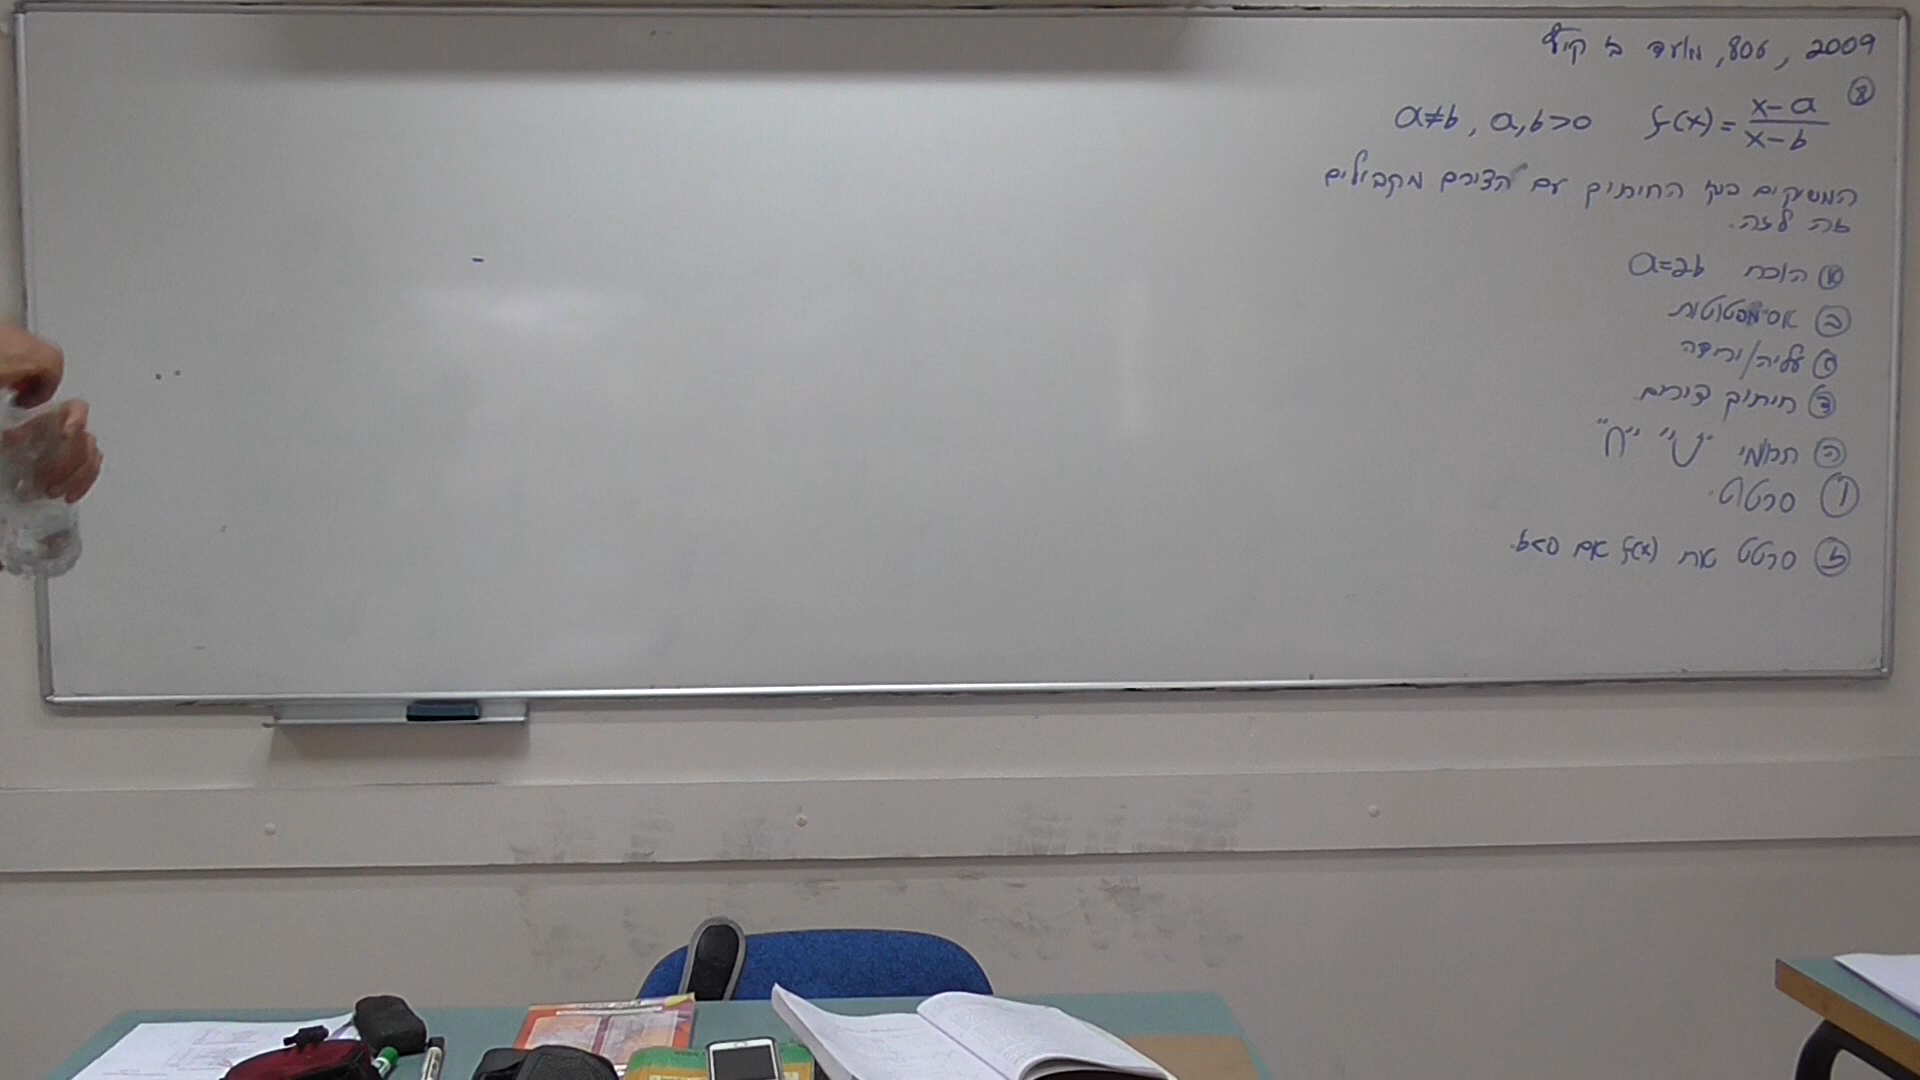 2009, 806, מועד ב קיץ
⑧ f(x) = \frac{x-a}{x-b} a,b>0, a≠b
המשיקים בנק' החיתוך עם הצירים מקבילים
זה לזה.
א הוכח a=2b
ב אסימפטוטות
ג עליה/ירידה
ד חיתוך צירים.
ה תחומי "∪" "∩"
ו סרטט.
ז סרטט את f(x) אם b<0.